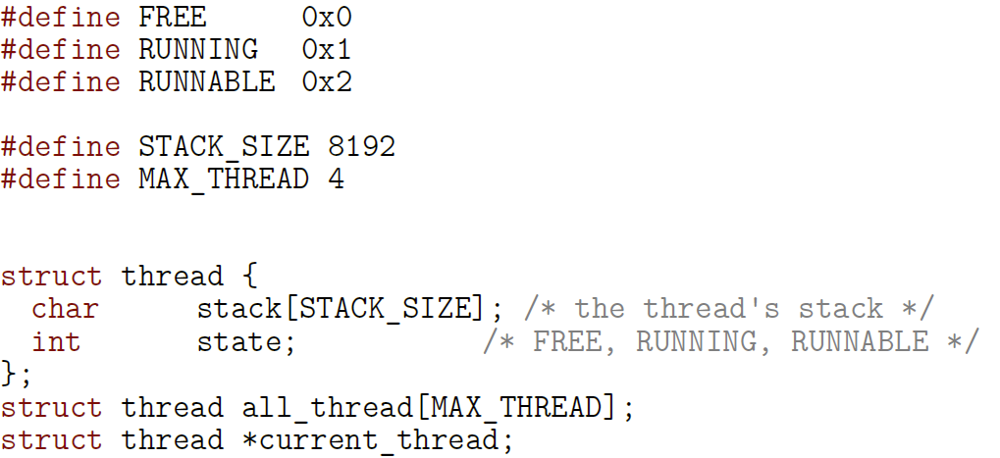 #define FREE 0x0
#define RUNNING 0x1
#define RUNNABLE 0x2
#define STACK_SIZE 8192
#define MAX_THREAD 4
struct thread {
char stack[STACK_SIZE]; /* the thread's stack */
int state; /* FREE, RUNNING, RUNNABLE */
};
struct thread all_thread[MAX_THREAD];
struct thread *current_thread;